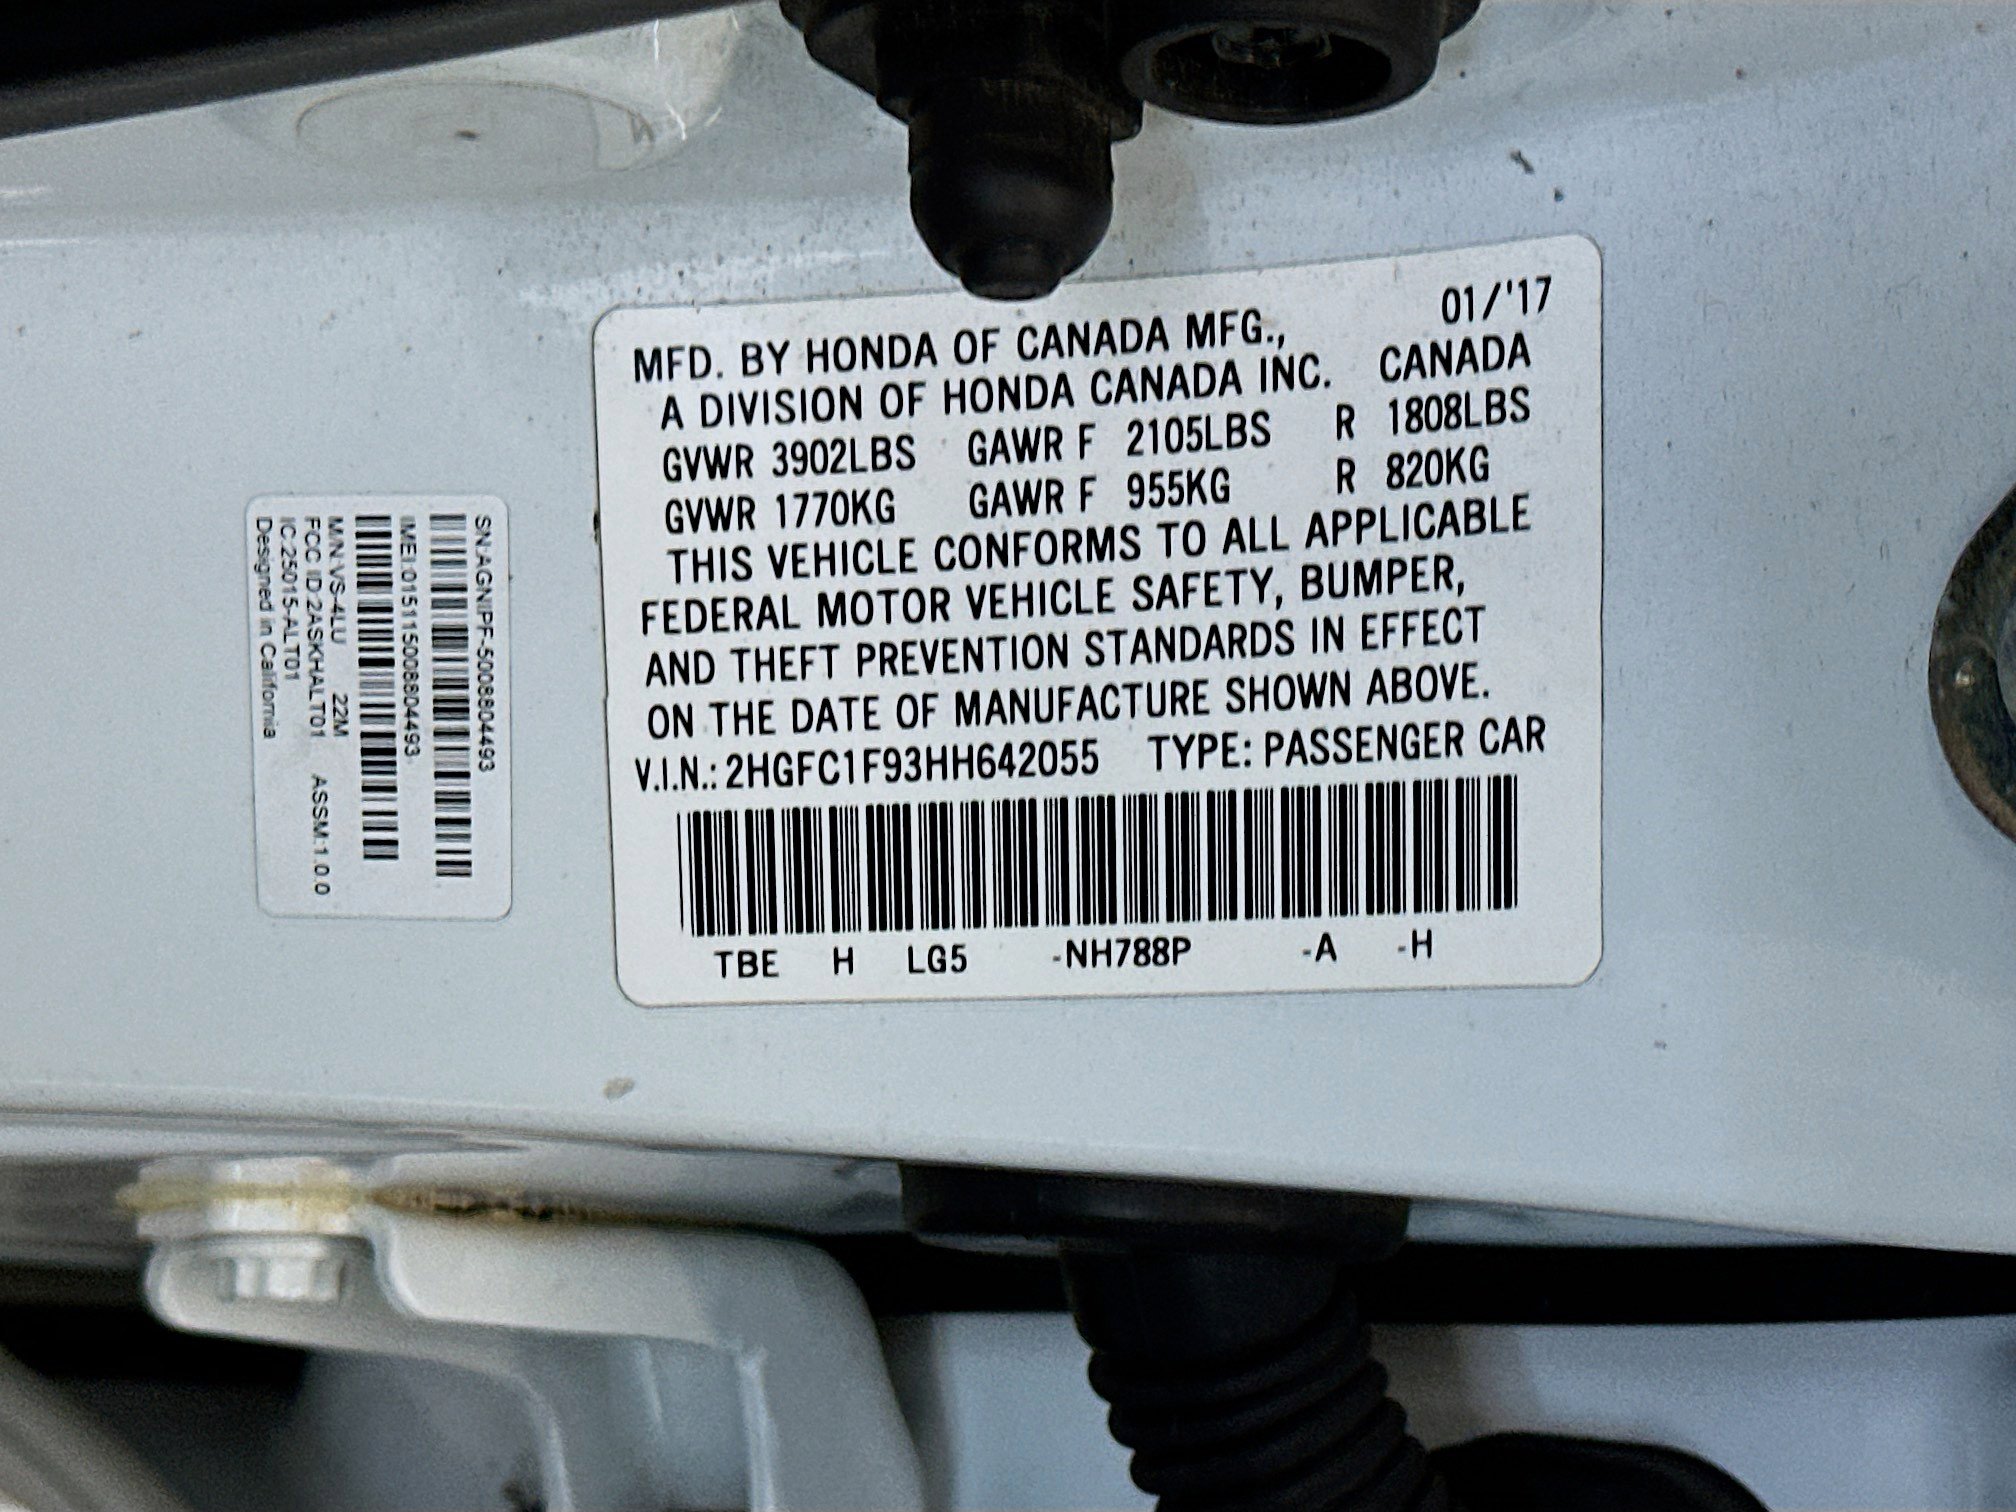 01/'17
MFD. BY HONDA OF CANADA MFG.,
A DIVISION OF HONDA CANADA INC. CANADA
GVWR 3902LBS GAWR F 2105LBS R 1808LBS
GVWR 1770KG GAWR F 955KG R 820KG
THIS VEHICLE CONFORMS TO ALL APPLICABLE
FEDERAL MOTOR VEHICLE SAFETY, BUMPER,
AND THEFT PREVENTION STANDARDS IN EFFECT
ON THE DATE OF MANUFACTURE SHOWN ABOVE.
V.I.N.: 2HGFC1F93HH642055 TYPE: PASSENGER CAR
TBE H LG5 -NH788P -A -H
SN:AGNIPF-5008804493
IMEI:015115008804493
M/N:VS-4LU 22M
FCC ID:2ASKHALT01 ASSM:1.0.0
IC:25015-ALT01
Designed in California